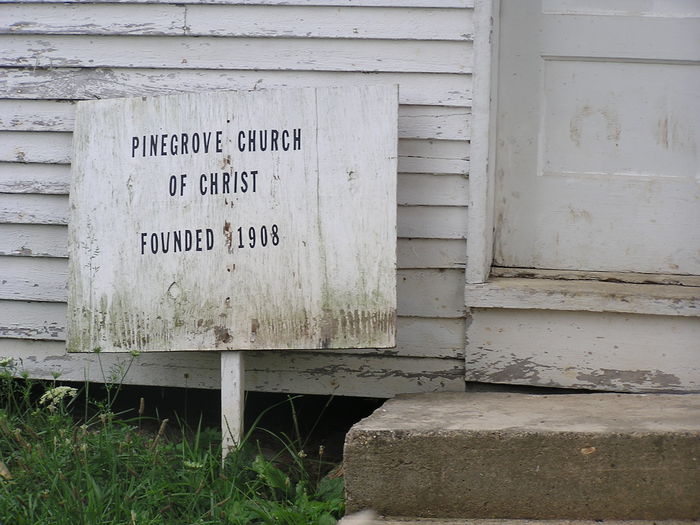 PINEGROVE CHURCH
OF CHRIST
FOUNDED 1908